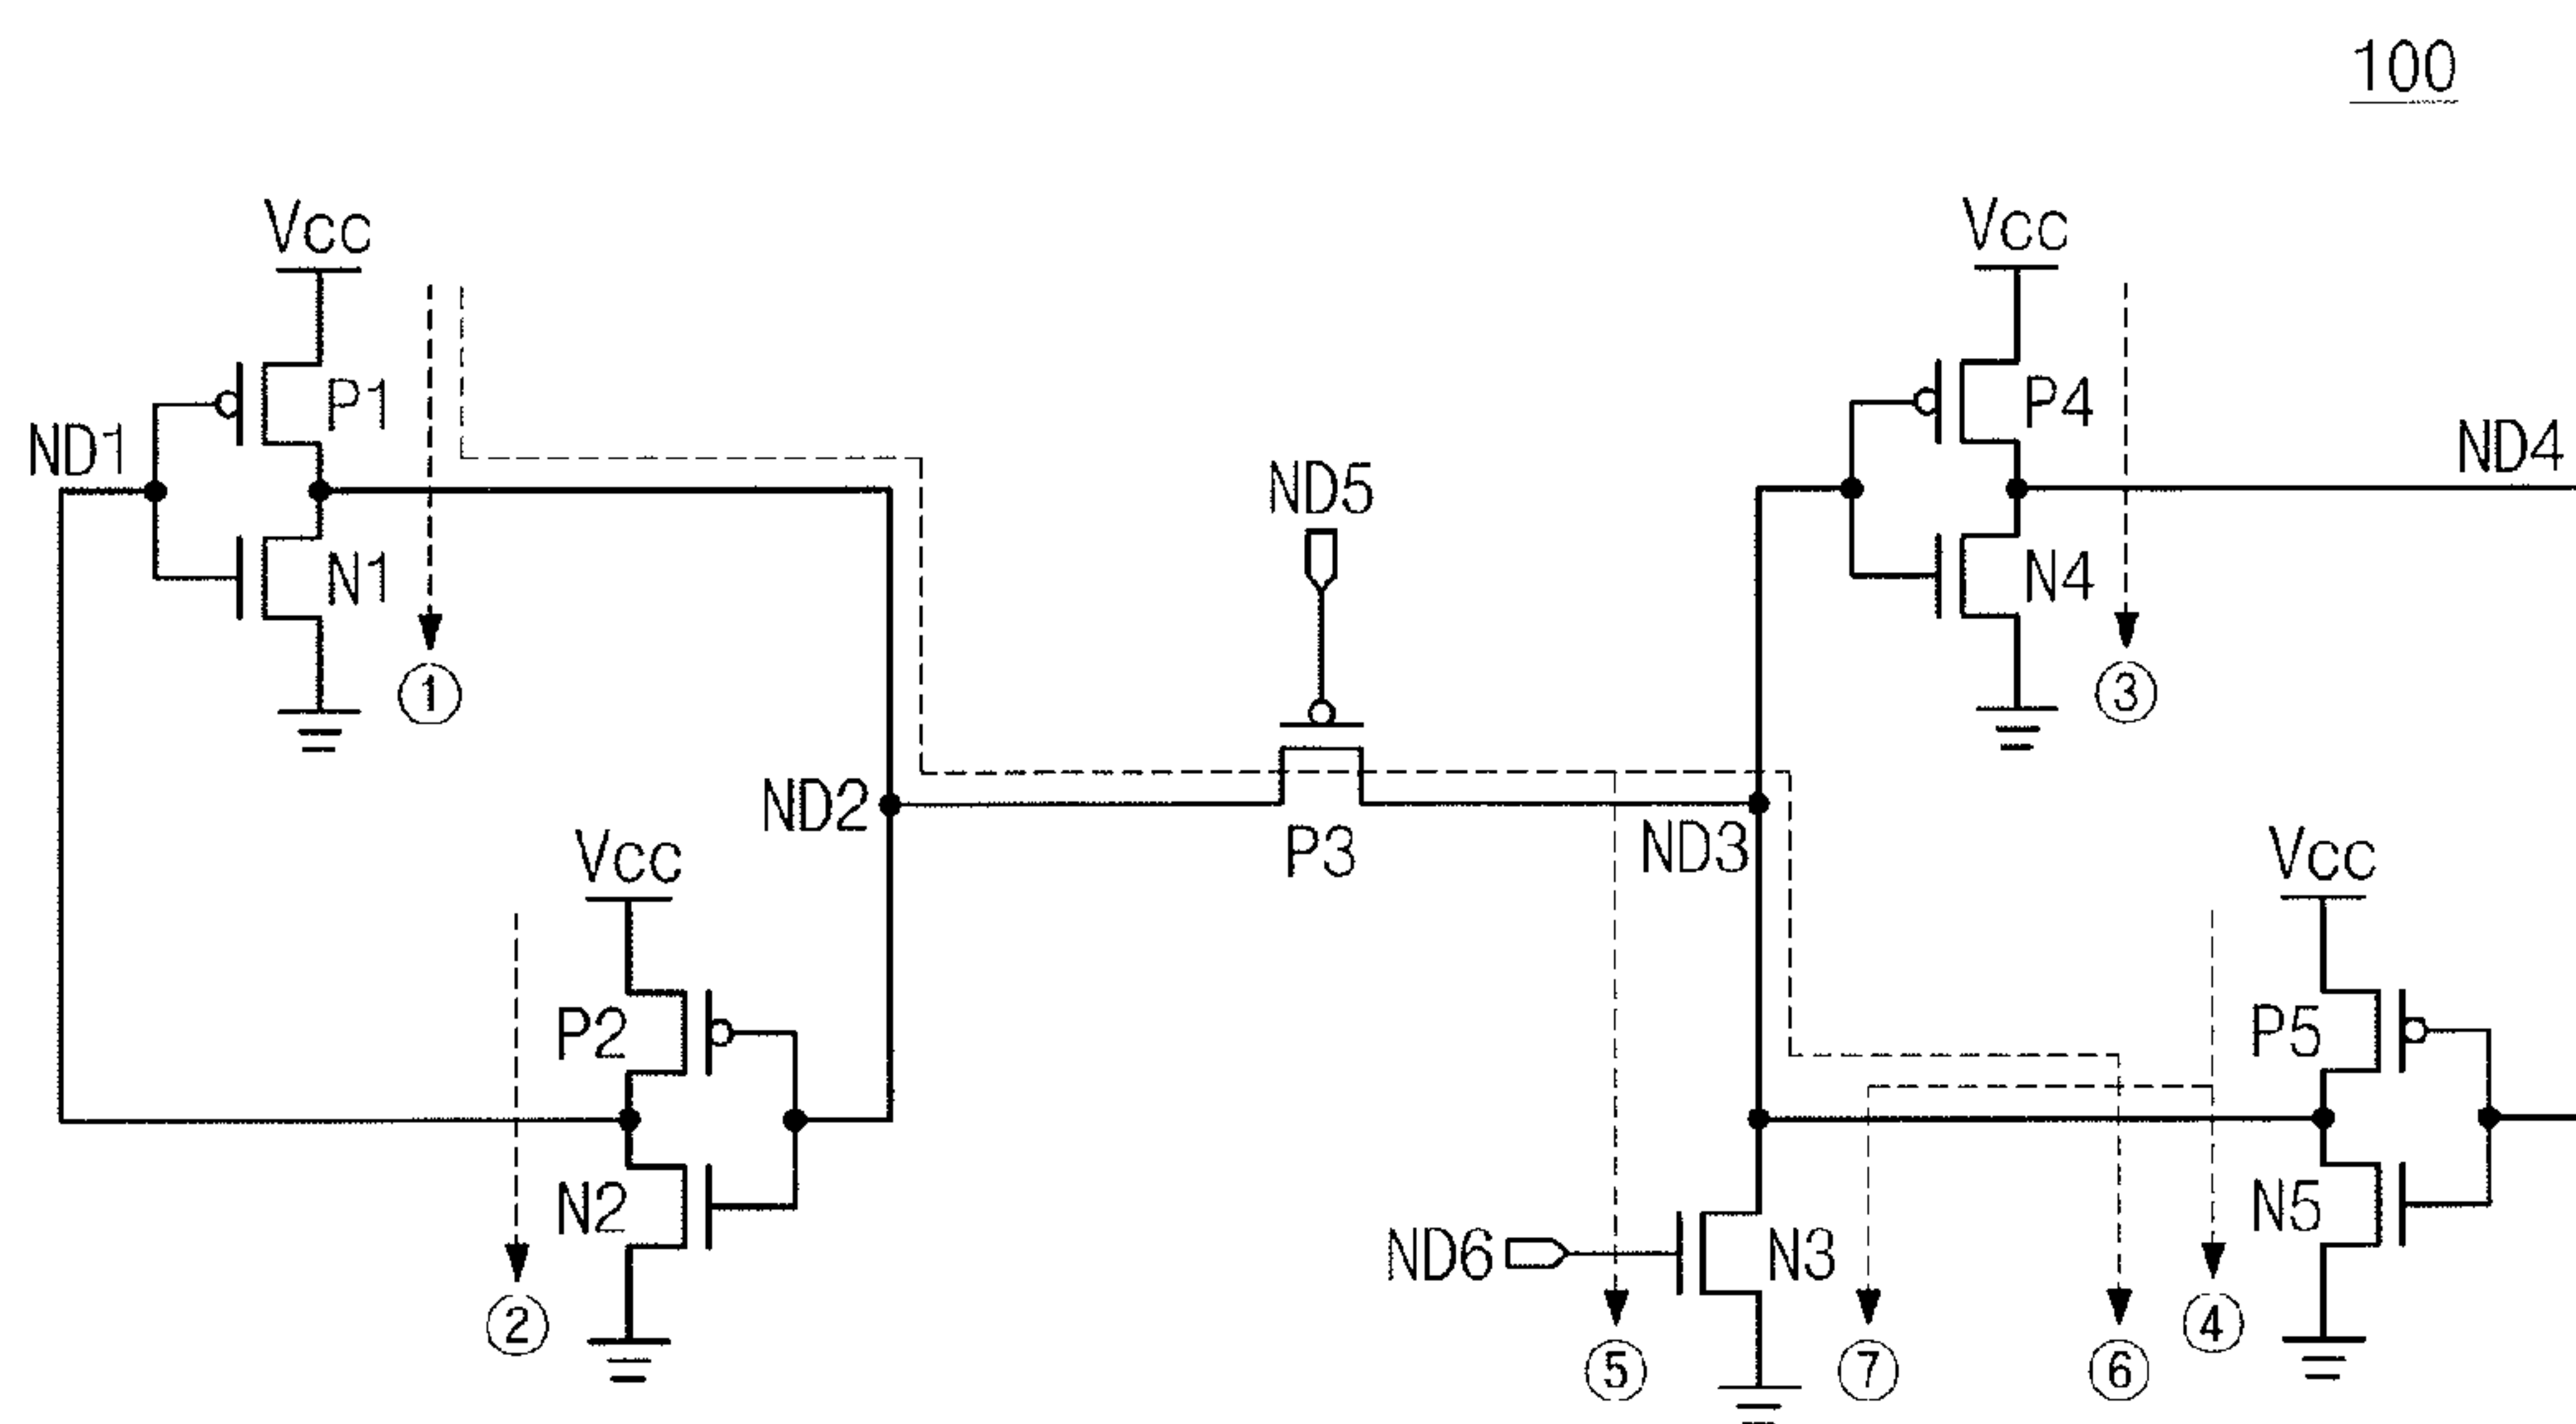 100
Vcc
Vcc
P1
P4
ND1
ND4
ND5
N1
N4
①
③
ND2
P3
ND3
Vcc
Vcc
P2
P5
N2
N5
ND6
N3
②
④
⑤
⑦
⑥